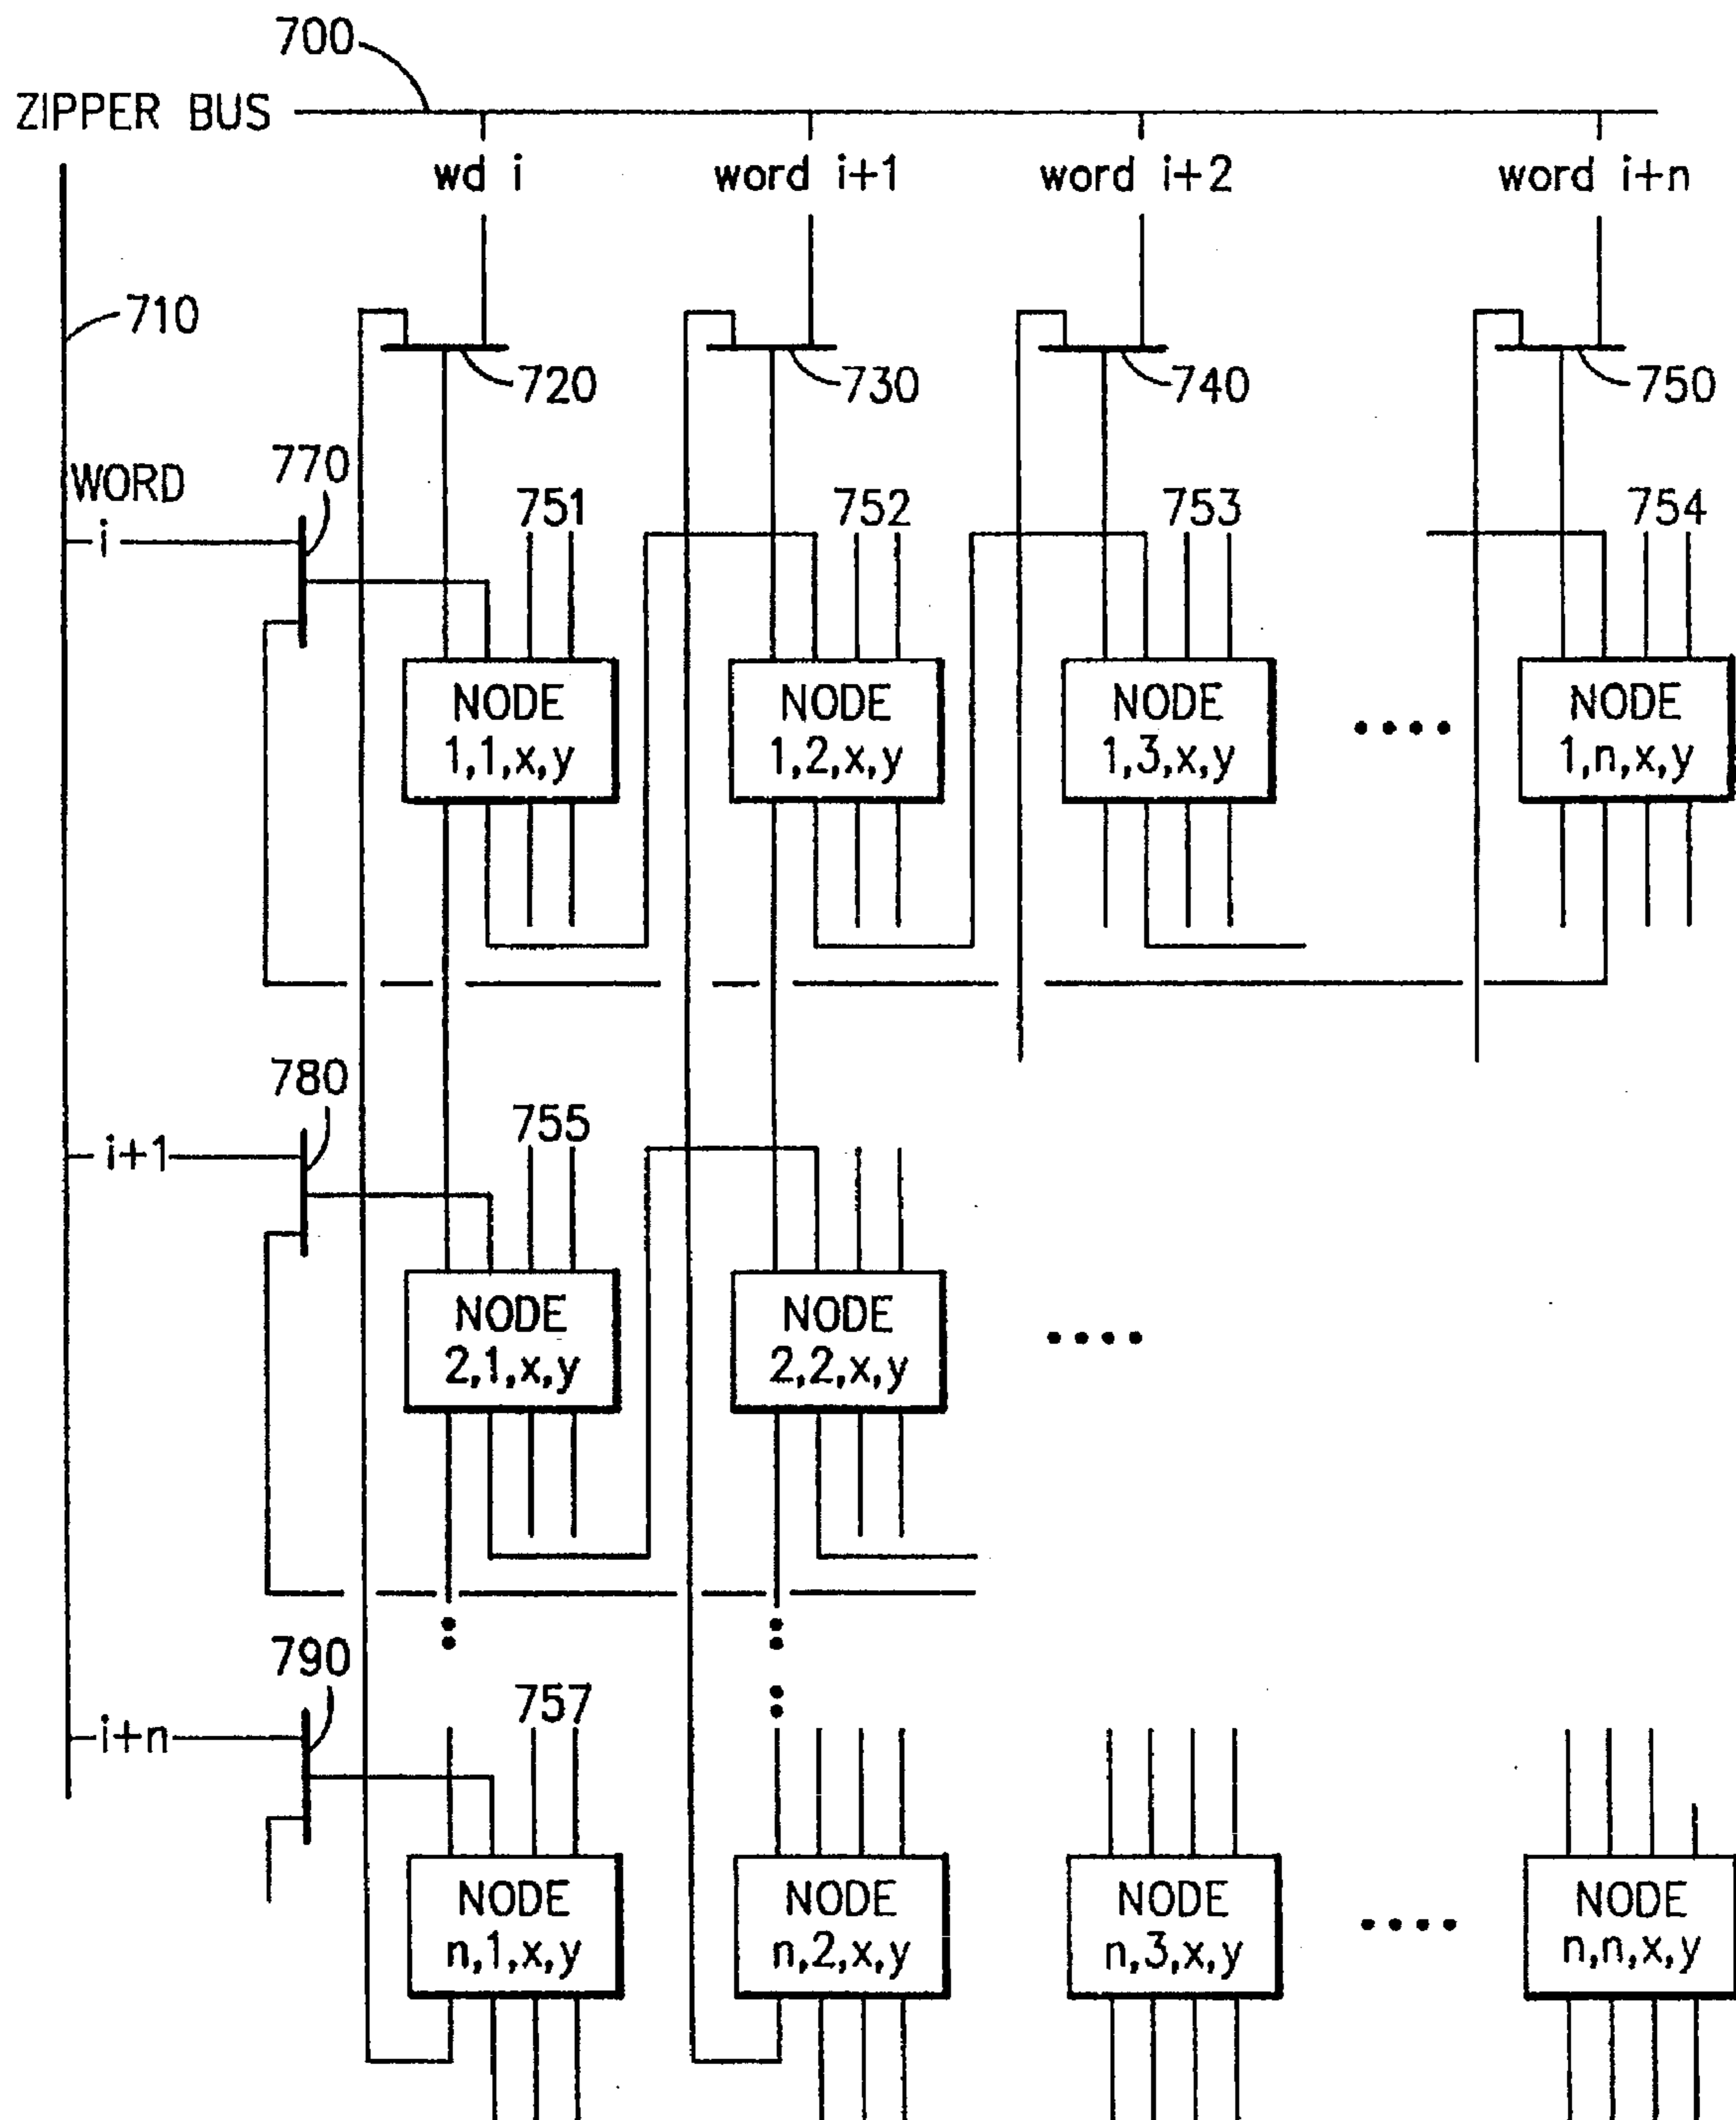 700
ZIPPER BUS
wd i
word i+1
word i+2
word i+n
710
720
730
740
750
WORD
i
770
751
752
753
754
NODE
1,1,x,y
NODE
1,2,x,y
NODE
1,3,x,y
NODE
1,n,x,y
780
i+1
755
NODE
2,1,x,y
NODE
2,2,x,y
790
i+n
757
NODE
n,1,x,y
NODE
n,2,x,y
NODE
n,3,x,y
NODE
n,n,x,y